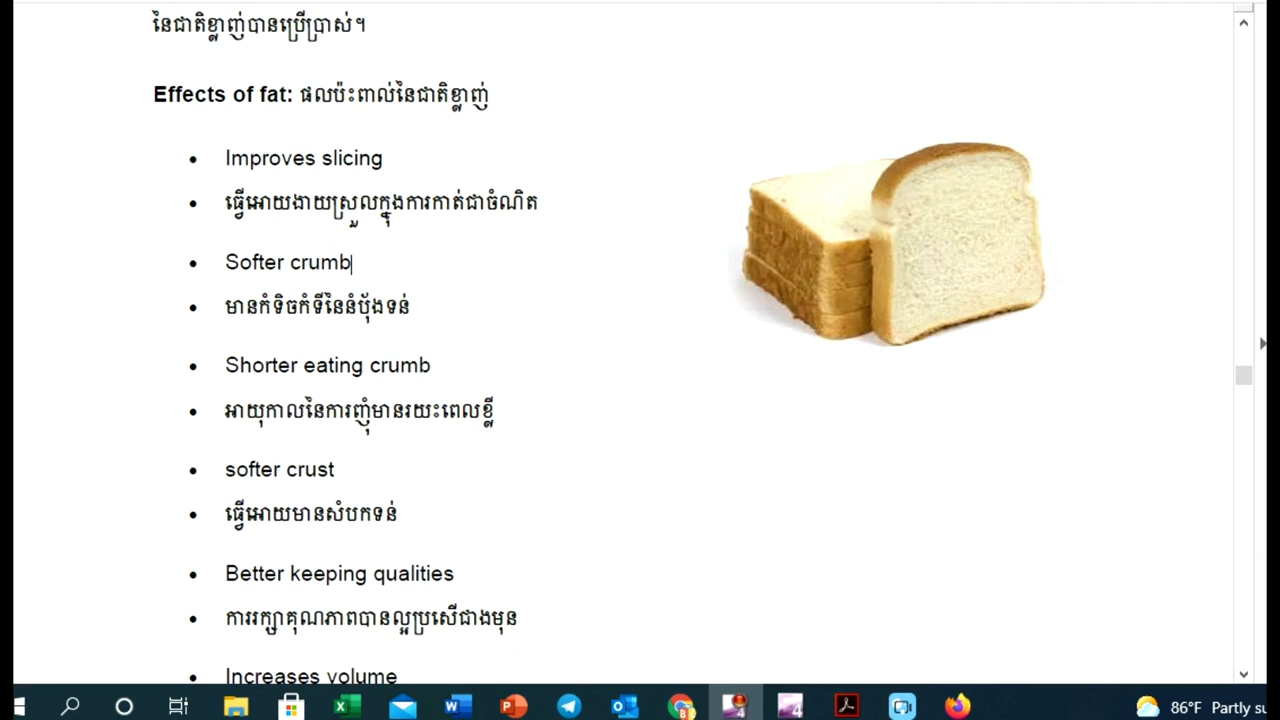 នៃជាតិខ្លាញ់បានប្រើប្រាស់។
Effects of fat: ផលប៉ះពាល់នៃជាតិខ្លាញ់
• Improves slicing
• ធ្វើអោយងាយស្រួលក្នុងការកាត់ជាចំណិត
• Softer crumb
• មានកំទិចកំទីនៃនំប៉័ងទន់
• Shorter eating crumb
• អាយុកាលនៃការញ៉ុំមានរយះពេលខ្លី
• softer crust
• ធ្វើអោយមានសំបកទន់
• Better keeping qualities
• ការរក្សាគុណភាពបានល្អប្រសើជាងមុន
• Increases volume
86°F Partly su